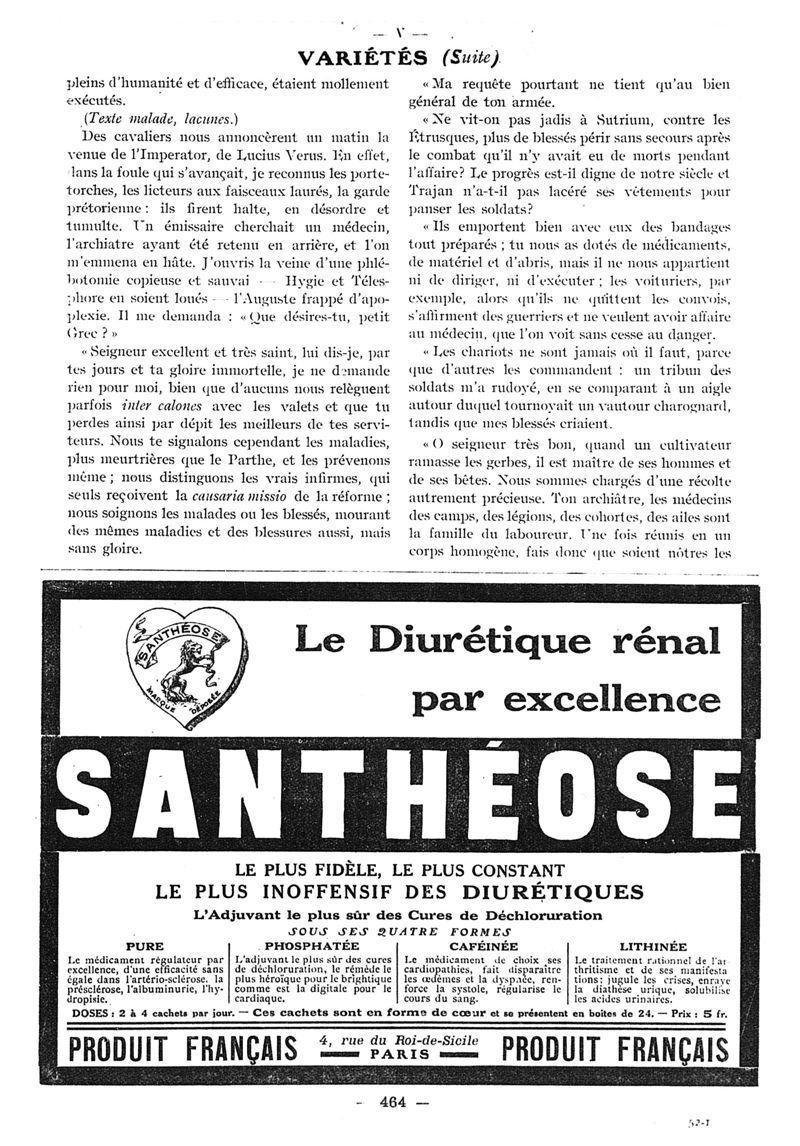 — V —
VARIÉTÉS (Suite)
pleins d'humanité et d'efficace, étaient mollement
exécutés.
(Texte malade, lacunes.)
Des cavaliers nous annoncèrent un matin la
venue de l'Imperator, de Lucius Verus. En effet,
dans la foule qui s'avançait, je reconnus les porte-
torches, les licteurs aux faisceaux laurés, la garde
prétorienne : ils firent halte, en désordre et
tumulte. Un émissaire cherchait un médecin,
l'archiatre ayant été retenu en arrière, et l'on
m'emmena en hâte. J'ouvris la veine d'une phlé-
botomie copieuse et sauvai — Hygie et Téles-
phore en soient loués — l'Auguste frappé d'apo-
plexie. Il me demanda : « Que désires-tu, petit
Grec ? »
« Seigneur excellent et très saint, lui dis-je, par
tes jours et ta gloire immortelle, je ne demande
rien pour moi, bien que d'aucuns nous relèguent
parfois inter calones avec les valets et que tu
perdes ainsi par dépit les meilleurs de tes servi-
teurs. Nous te signalons cependant les maladies,
plus meurtrières que le Parthe, et les prévenons
même ; nous distinguons les vrais infirmes, qui
seuls reçoivent la causaria missio de la réforme ;
nous soignons les malades ou les blessés, mourant
des mêmes maladies et des blessures aussi, mais
sans gloire.
« Ma requête pourtant ne tient qu'au bien
général de ton armée.
« Ne vit-on pas jadis à Sutrium, contre les
Étrusques, plus de blessés périr sans secours après
le combat qu'il n'y avait eu de morts pendant
l'affaire? Le progrès est-il digne de notre siècle et
Trajan n'a-t-il pas lacéré ses vêtements pour
panser les soldats?
« Ils emportent bien avec eux des bandages
tout préparés ; tu nous as dotés de médicaments,
de matériel et d'abris, mais il ne nous appartient
ni de diriger, ni d'exécuter ; les voituriers, par
exemple, alors qu'ils ne quittent les convois,
s'affirment des guerriers et ne veulent avoir affaire
au médecin, que l'on voit sans cesse au danger.
« Les chariots ne sont jamais où il faut, parce
que d'autres les commandent : un tribun des
soldats m'a rudoyé, en se comparant à un aigle
autour duquel tournoyait un vautour charognard,
tandis que mes blessés criaient.
« O seigneur très bon, quand un cultivateur
ramasse les gerbes, il est maître de ses hommes et
de ses bêtes. Nous sommes chargés d'une récolte
autrement précieuse. Ton archiâtre, les médecins
des camps, des légions, des cohortes, des ailes sont
la famille du laboureur. Une fois réunis en un
corps homogène, fais donc que soient nôtres les
SANTHÉOSE
MARQUE DÉPOSÉE
Le Diurétique rénal
par excellence
SANTHÉOSE
LE PLUS FIDÈLE, LE PLUS CONSTANT
LE PLUS INOFFENSIF DES DIURÉTIQUES
L'Adjuvant le plus sûr des Cures de Déchloruration
SOUS SES QUATRE FORMES
PURE
Le médicament régulateur par
excellence, d'une efficacité sans
égale dans l'artério-sclérose. la
présclérose, l'albuminurie, l'hy-
dropisie.
PHOSPHATÉE
L'adjuvant le plus sûr des cures
de déchloruration, le rémède le
plus héroïque pour le brightique
comme est la digitale pour le
cardiaque.
CAFÉINÉE
Le médicament de choix des
cardiopathies, fait disparaître
les œdèmes et la dyspnée, ren-
force la systole, régularise le
cours du sang.
LITHINÉE
Le traitement rationnel de l'ar
thritisme et de ses manifesta
tions: jugule les crises, enraye
la diathèse urique, solubilise
les acides urinaires.
DOSES : 2 à 4 cachets par jour. — Ces cachets sont en forme de cœur et se présentent en boites de 24. — Prix : 5 fr.
PRODUIT FRANÇAIS
4, rue du Roi-de-Sicile
PARIS
PRODUIT FRANÇAIS
- 464 —
52-1